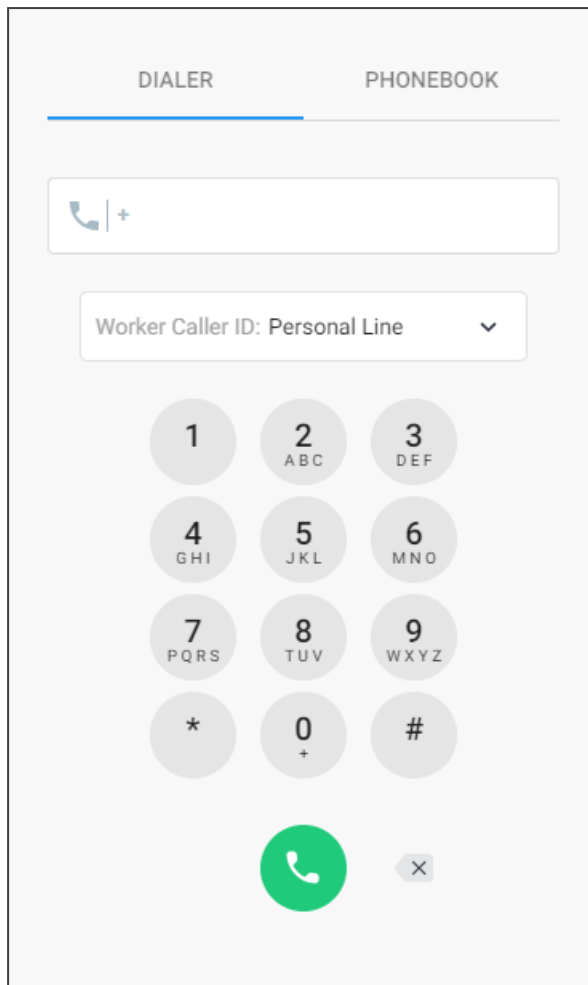 DIALER PHONEBOOK
+
Worker Caller ID: Personal Line
1 2 3
ABC DEF
4 5 6
GHI JKL MNO
7 8 9
PQRS TUV WXYZ
* 0 #
+